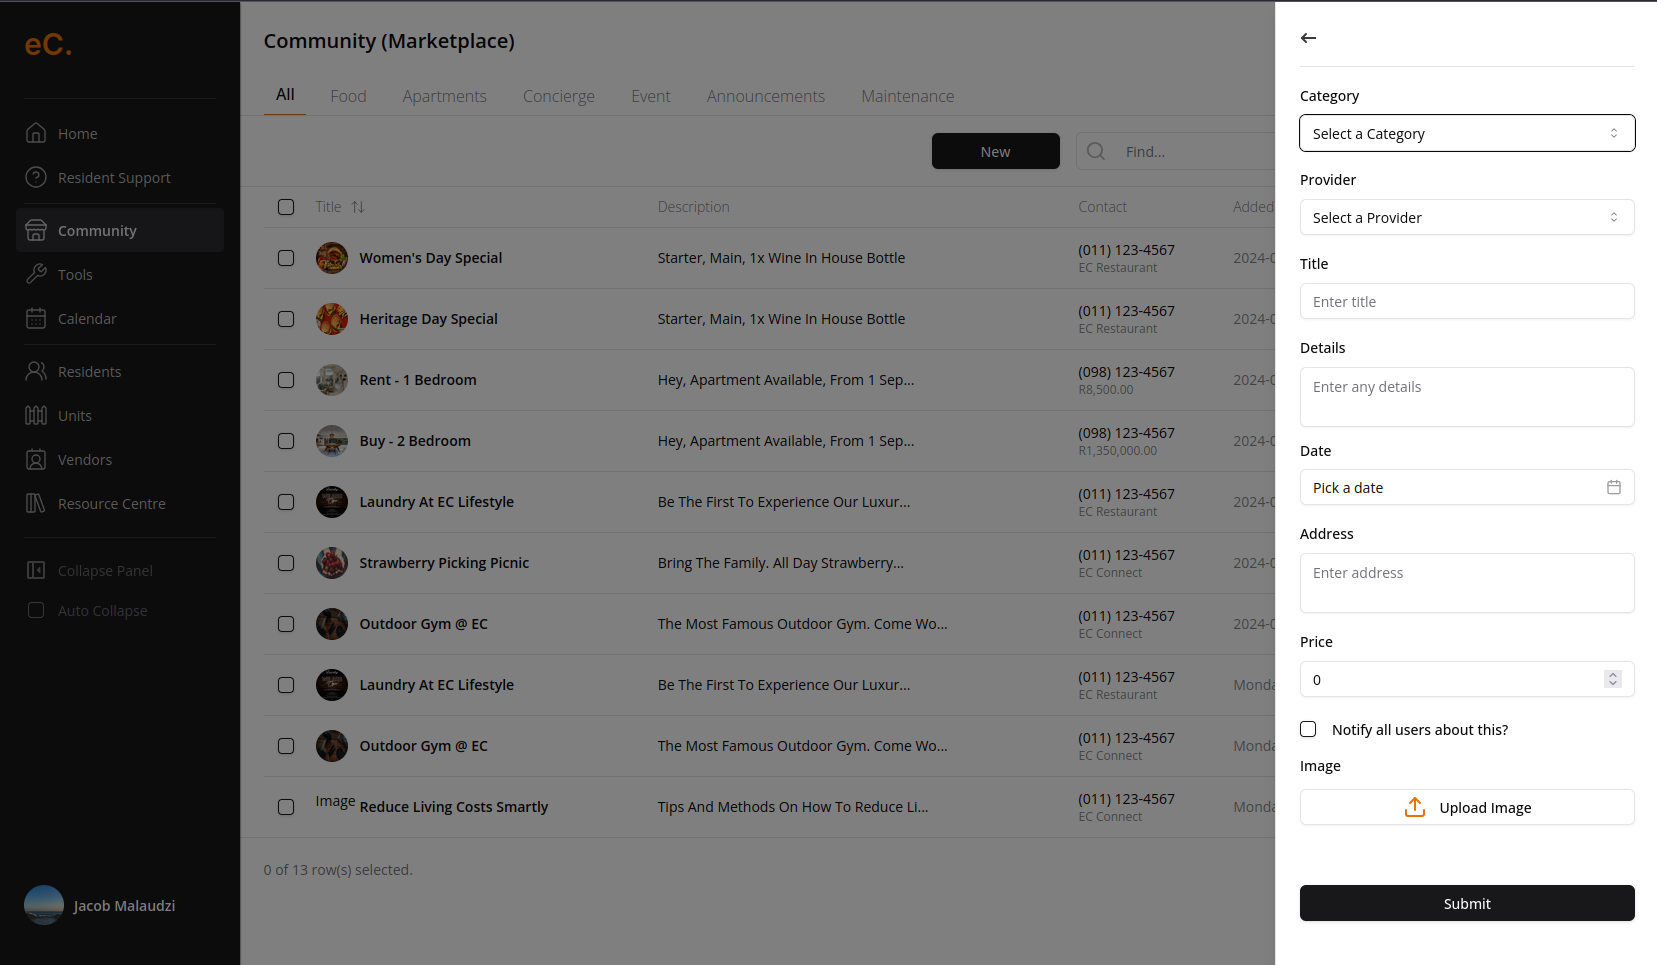 eC.
Home
Resident Support
Community
Tools
Calendar
Residents
Units
Vendors
Resource Centre
Collapse Panel
Auto Collapse
Jacob Malaudzi
Community (Marketplace)
All Food Apartments Concierge Event Announcements Maintenance
New Find...
Title Description Contact Added
Women's Day Special Starter, Main, 1x Wine In House Bottle (011) 123-4567 2024-0
EC Restaurant
Heritage Day Special Starter, Main, 1x Wine In House Bottle (011) 123-4567 2024-0
EC Restaurant
Rent - 1 Bedroom Hey, Apartment Available, From 1 Sep... (098) 123-4567 2024-0
R8,500.00
Buy - 2 Bedroom Hey, Apartment Available, From 1 Sep... (098) 123-4567 2024-0
R1,350,000.00
Laundry At EC Lifestyle Be The First To Experience Our Luxur... (011) 123-4567 2024-0
EC Restaurant
Strawberry Picking Picnic Bring The Family. All Day Strawberry... (011) 123-4567 2024-0
EC Connect
Outdoor Gym @ EC The Most Famous Outdoor Gym. Come Wo... (011) 123-4567 2024-0
EC Connect
Laundry At EC Lifestyle Be The First To Experience Our Luxur... (011) 123-4567 Monda
EC Restaurant
Outdoor Gym @ EC The Most Famous Outdoor Gym. Come Wo... (011) 123-4567 Monda
EC Connect
Image Reduce Living Costs Smartly Tips And Methods On How To Reduce Li... (011) 123-4567 Monda
EC Connect
0 of 13 row(s) selected.
Category
Select a Category
Provider
Select a Provider
Title
Enter title
Details
Enter any details
Date
Pick a date
Address
Enter address
Price
0
Notify all users about this?
Image
Upload Image
Submit